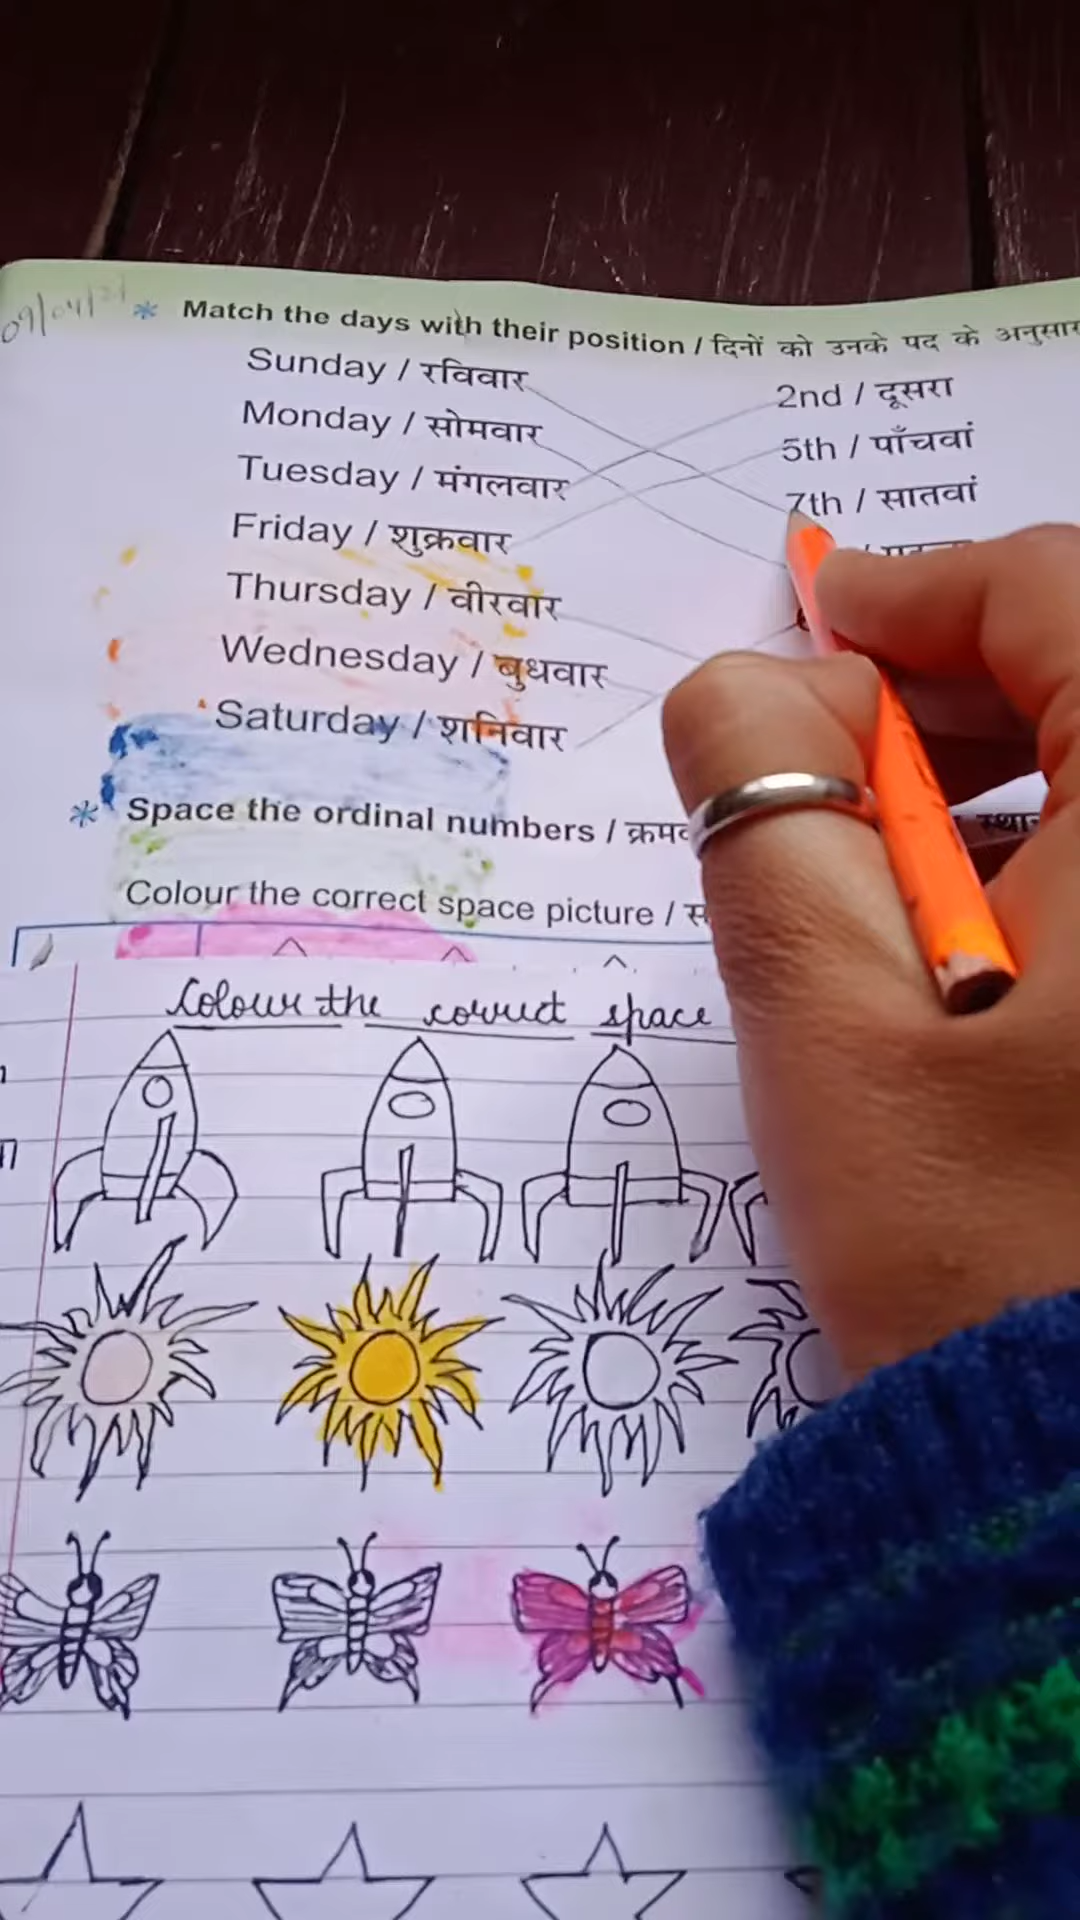 09/04/21
* Match the days with their position / दिनों को उनके पद के अनुसार
Sunday / रविवार
Monday / सोमवार
Tuesday / मंगलवार
Friday / शुक्रवार
Thursday / वीरवार
Wednesday / बुधवार
Saturday / शनिवार
2nd / दूसरा
5th / पाँचवां
7th / सातवां
* Space the ordinal numbers /
Colour the correct space picture /
Colour the correct space